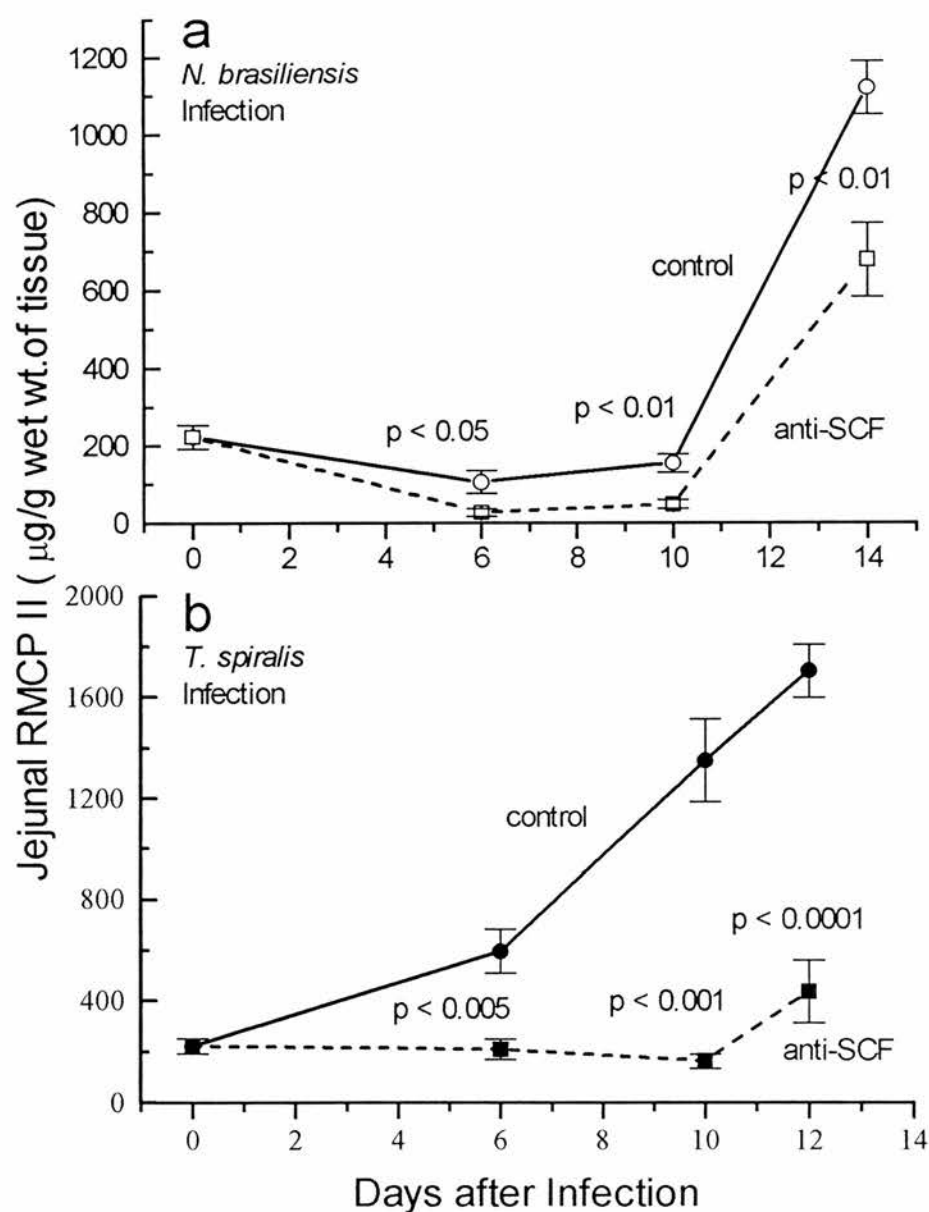 a
N. brasiliensis
Infection
1200
1000
800
600
400
200
0
p < 0.05
p < 0.01
p < 0.01
control
anti-SCF
0 2 4 6 8 10 12 14
Jejunal RMCP II ( µg/g wet wt.of tissue)
b
T. spiralis
Infection
2000
1600
1200
800
400
0
control
p < 0.005
p < 0.001
p < 0.0001
anti-SCF
0 2 4 6 8 10 12 14
Days after Infection